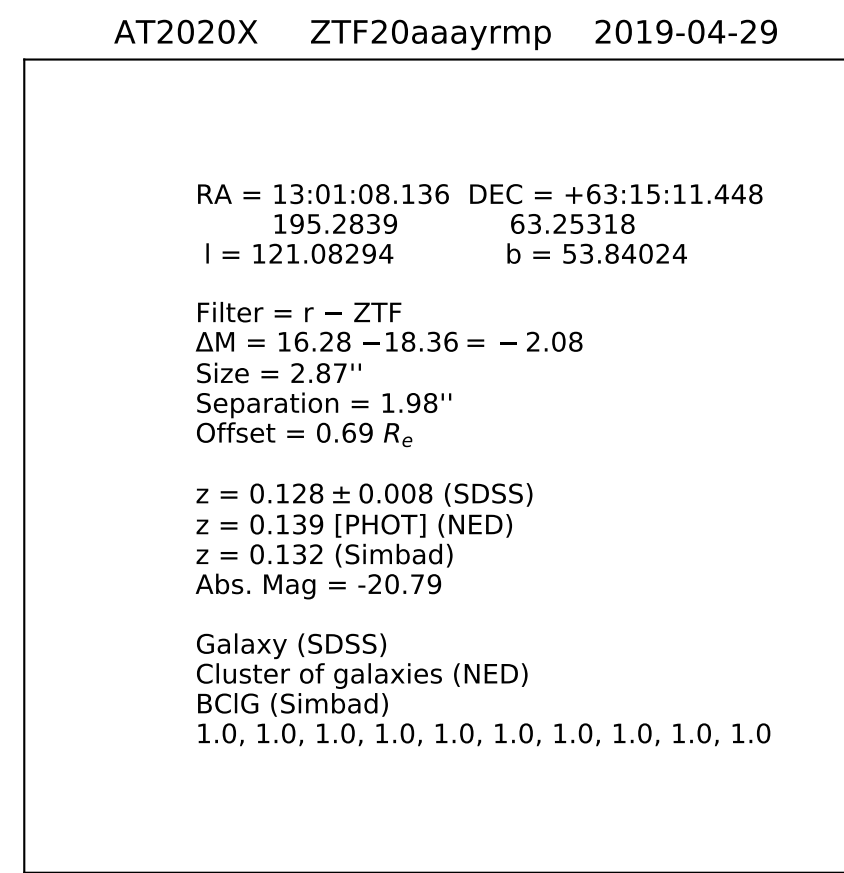 AT2020X ZTF20aaayrmp 2019-04-29
RA = 13:01:08.136 DEC = +63:15:11.448
195.2839 63.25318
l = 121.08294 b = 53.84024
Filter = r − ZTF
ΔM = 16.28 −18.36 = − 2.08
Size = 2.87''
Separation = 1.98''
Offset = 0.69 Re
z = 0.128 ± 0.008 (SDSS)
z = 0.139 [PHOT] (NED)
z = 0.132 (Simbad)
Abs. Mag = -20.79
Galaxy (SDSS)
Cluster of galaxies (NED)
BClG (Simbad)
1.0, 1.0, 1.0, 1.0, 1.0, 1.0, 1.0, 1.0, 1.0, 1.0